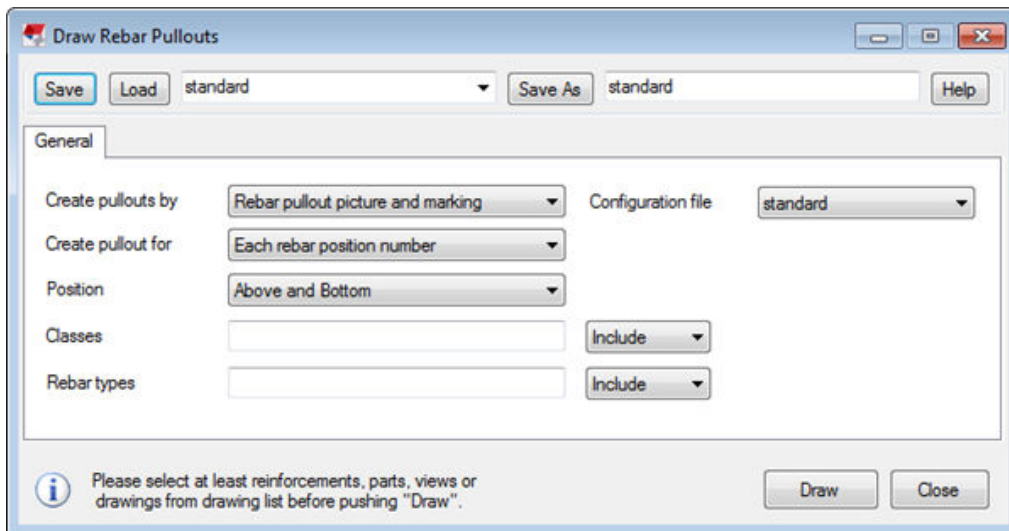 Draw Rebar Pullouts
Save Load standard Save As standard Help
General
Create pullouts by Rebar pullout picture and marking Configuration file standard
Create pullout for Each rebar position number
Position Above and Bottom
Classes Include
Rebar types Include
Please select at least reinforcements, parts, views or
drawings from drawing list before pushing "Draw".
Draw Close